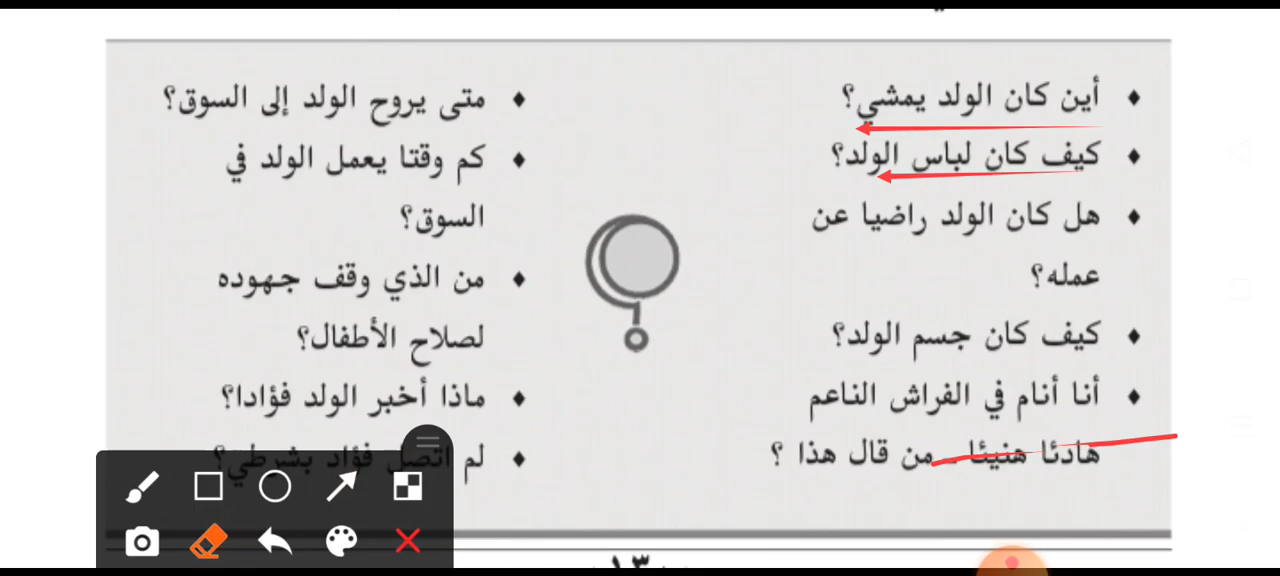 أين كان الولد يمشي؟
كيف كان لباس الولد؟
هل كان الولد راضيا عن
عمله؟
كيف كان جسم الولد؟
أنا أنام في الفراش الناعم
هادئا هنيئا - من قال هذا ؟
متى يروح الولد إلى السوق؟
كم وقتا يعمل الولد في
السوق؟
من الذي وقف جهوده
لصلاح الأطفال؟
ماذا أخبر الولد فؤادا؟
لم اتصل فؤاد بشرطي؟